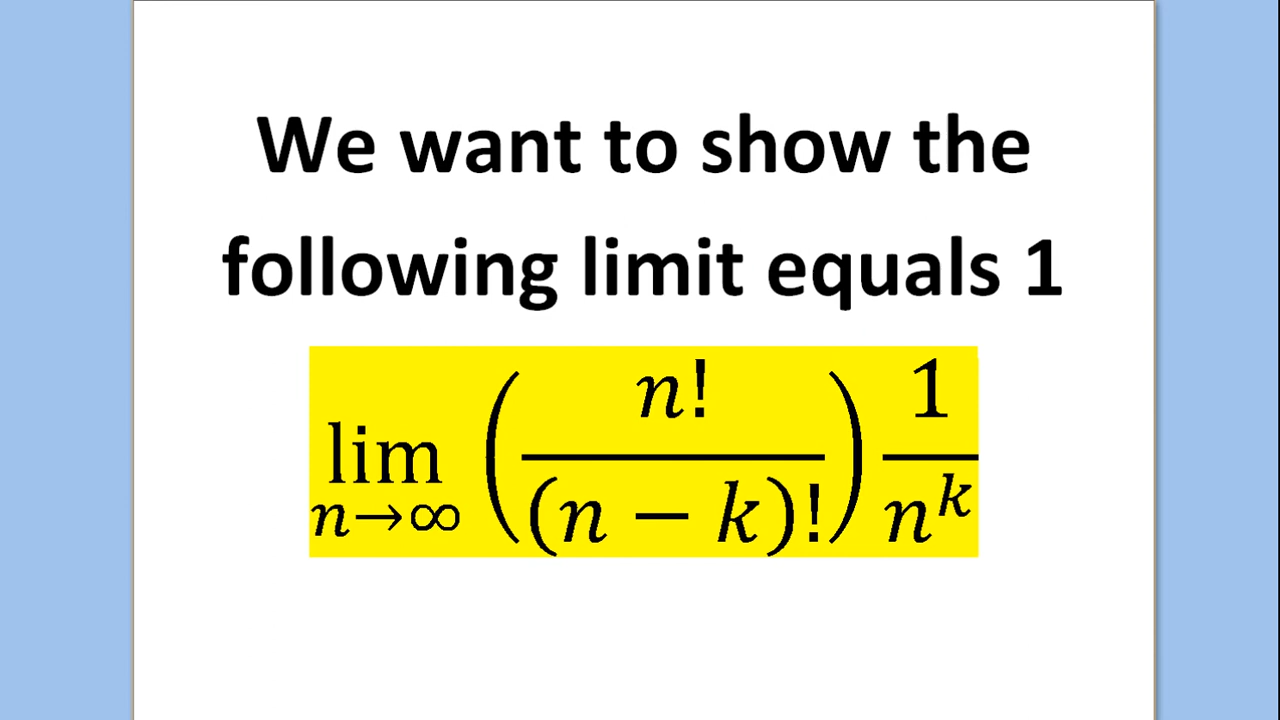 We want to show the
following limit equals 1
lim n→∞ (n!/(n − k)!) 1/n^k